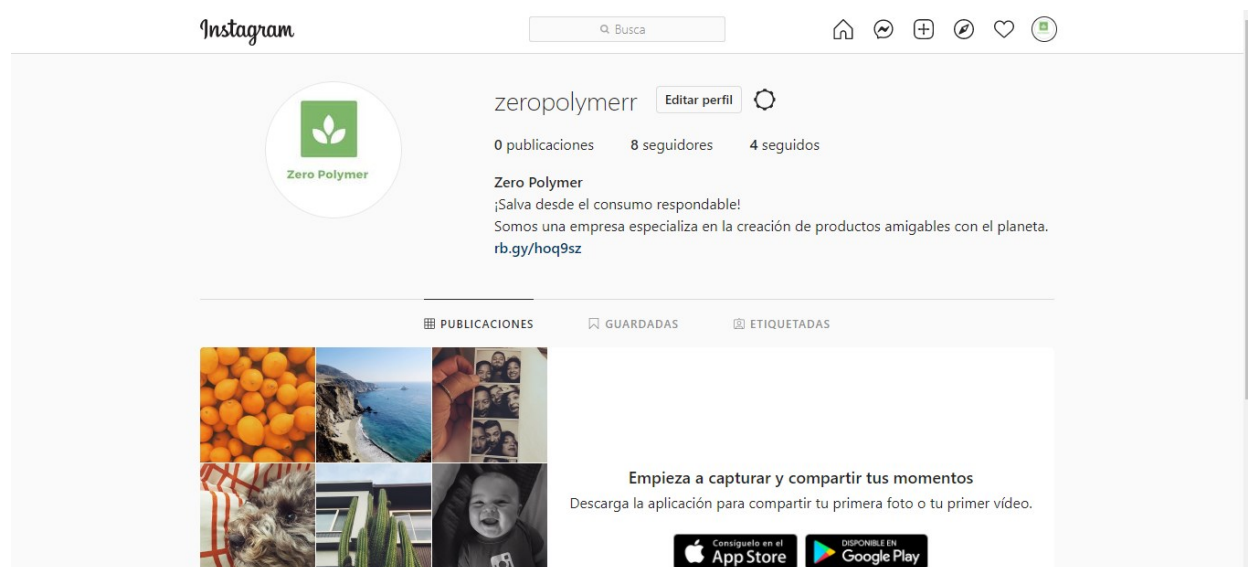 Instagram
Busca
Zero Polymer
zeropolymerr Editar perfil
0 publicaciones 8 seguidores 4 seguidos
Zero Polymer
¡Salva desde el consumo respondable!
Somos una empresa especializa en la creación de productos amigables con el planeta.
rb.gy/hoq9sz
PUBLICACIONES GUARDADAS ETIQUETADAS
Empieza a capturar y compartir tus momentos
Descarga la aplicación para compartir tu primera foto o tu primer vídeo.
Consíguelo en el
App Store
DISPONIBLE EN
Google Play